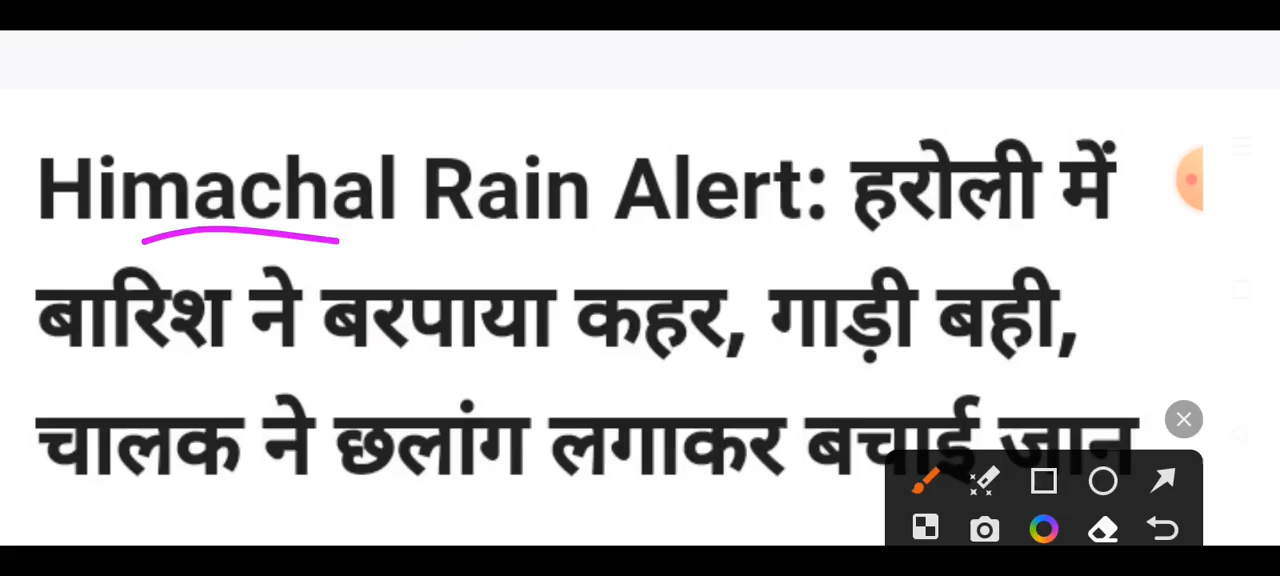 Himachal Rain Alert: हरोली में
बारिश ने बरपाया कहर, गाड़ी बही,
चालक ने छलांग लगाकर बचाई जान